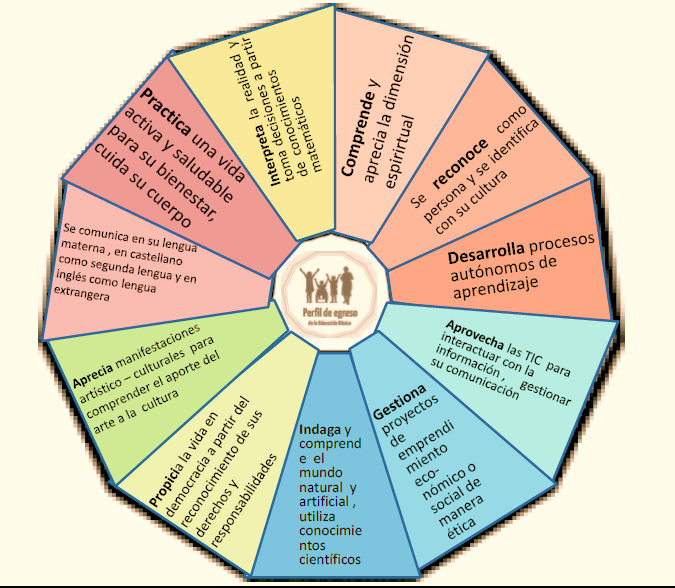 Comprende y
aprecia la dimensión
espirirtual
Se reconoce como
persona y se identifica
con su cultura
Desarrolla procesos
autónomos de
aprendizaje
Aprovecha las TIC para
interactuar con la
información , gestionar
su comunicación
Gestiona
proyectos
de
emprendi
miento
eco-
nómico o
social de
manera
ética
Indaga y
comprend
e el
mundo
natural y
artificial ,
utiliza
conocimie
ntos
científicos
Propicia la vida en
democracia a partir del
reconocimiento de sus
derechos y
responsabilidades
Aprecia manifestaciones
artístico – culturales para
comprender el aporte del
arte a la cultura
Se comunica en su lengua
materna , en castellano
como segunda lengua y en
inglés como lengua
extrangera
Practica una vida
activa y saludable
para su bienestar,
cuida su cuerpo
Interpreta la realidad y
toma decisiones a partir
de conocimientos
matemáticos
Perfil de egreso
de la Educación Básica